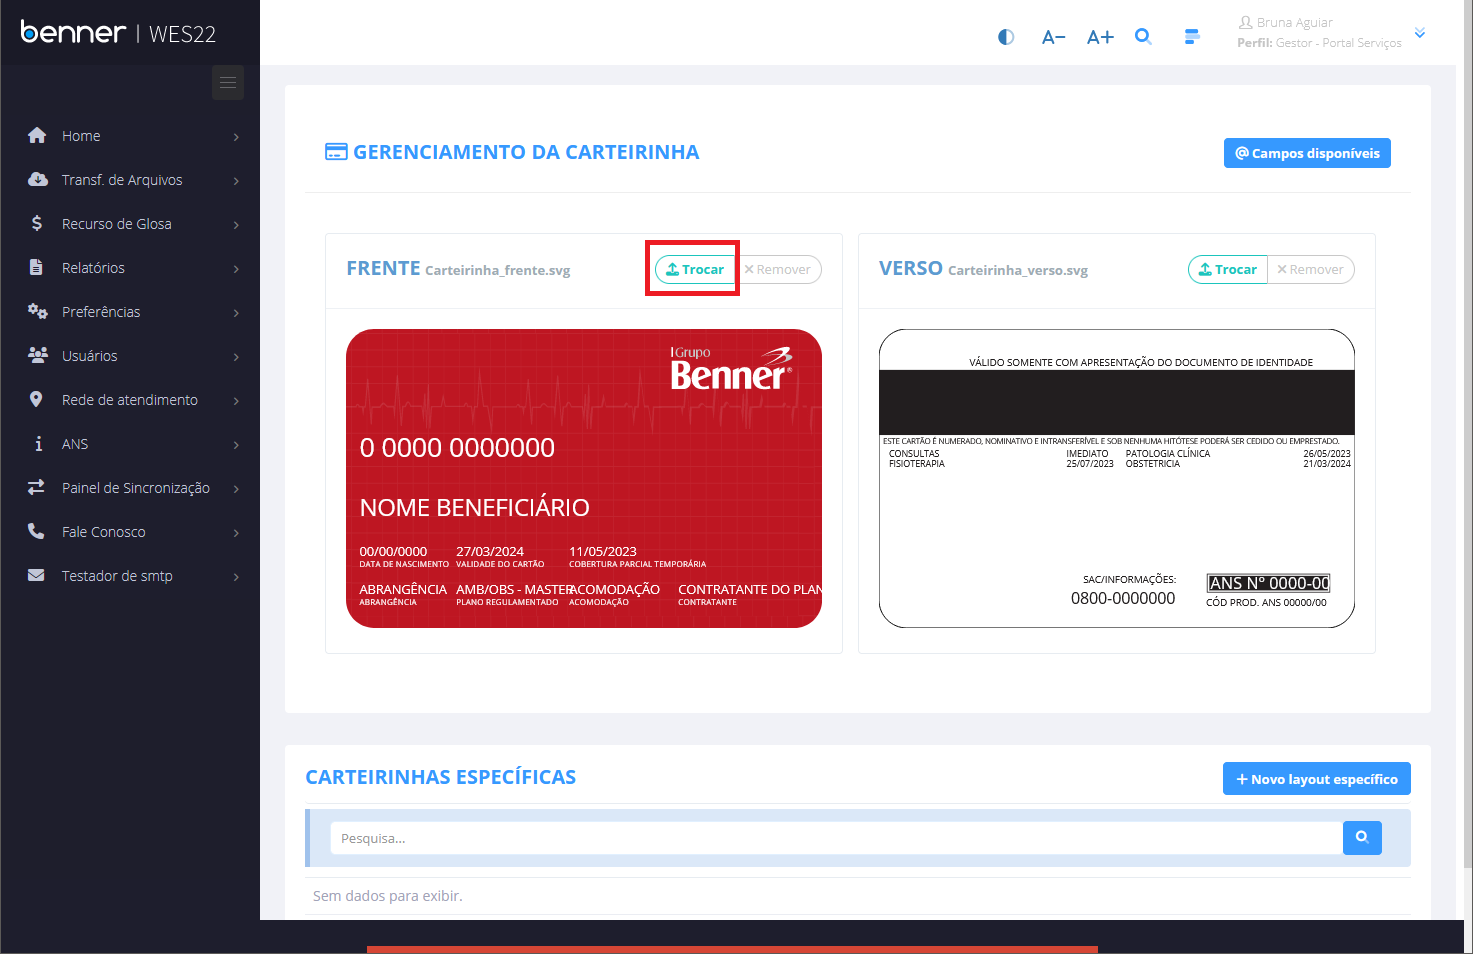 benner | WES22
A− A+
Bruna Aguiar
Perfil: Gestor - Portal Serviços
Home
Transf. de Arquivos
Recurso de Glosa
Relatórios
Preferências
Usuários
Rede de atendimento
ANS
Painel de Sincronização
Fale Conosco
Testador de smtp
GERENCIAMENTO DA CARTEIRINHA
@ Campos disponíveis
FRENTE Carteirinha_frente.svg
Trocar
× Remover
Grupo
Benner®
0 0000 0000000
NOME BENEFICIÁRIO
00/00/0000 27/03/2024 11/05/2023
DATA DE NASCIMENTO VALIDADE DO CARTÃO COBERTURA PARCIAL TEMPORÁRIA
ABRANGÊNCIA AMB/OBS - MASTER ACOMODAÇÃO CONTRATANTE DO PLAN
ABRANGÊNCIA PLANO REGULAMENTADO ACOMODAÇÃO CONTRATANTE
VERSO Carteirinha_verso.svg
Trocar
× Remover
VÁLIDO SOMENTE COM APRESENTAÇÃO DO DOCUMENTO DE IDENTIDADE
ESTE CARTÃO É NUMERADO, NOMINATIVO E INTRANSFERÍVEL E SOB NENHUMA HITÓTESE PODERÁ SER CEDIDO OU EMPRESTADO.
CONSULTAS IMEDIATO PATOLOGIA CLÍNICA 26/05/2023
FISIOTERAPIA 25/07/2023 OBSTETRICIA 21/03/2024
SAC/INFORMAÇÕES:
0800-0000000
ANS Nº 0000-00
CÓD PROD. ANS 00000/00
CARTEIRINHAS ESPECÍFICAS
+ Novo layout específico
Pesquisa...
Sem dados para exibir.